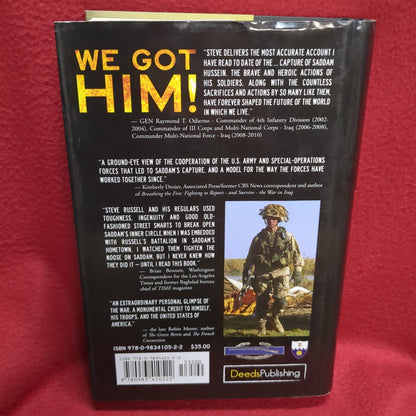 WE GOT
HIM!
"STEVE DELIVERS THE MOST ACCURATE ACCOUNT I
HAVE READ TO DATE OF THE ... CAPTURE OF SADDAM
HUSSEIN, THE BRAVE AND HEROIC ACTIONS OF
HIS SOLDIERS, ALONG WITH THE COUNTLESS
SACRIFICES AND ACTIONS BY SO MANY LIKE THEM,
HAVE FOREVER SHAPED THE FUTURE OF THE WORLD
IN WHICH WE LIVE."
— GEN Raymond T. Odierno - Commander of 4th Infantry Division (2002-
2004), Commander of III Corps and Multi-National Corps - Iraq (2006-2008),
Commander Multi-National Force - Iraq (2008-2010)
"A GROUND-EYE VIEW OF THE COOPERATION OF THE U.S. ARMY AND SPECIAL-OPERATIONS
FORCES THAT LED TO SADDAM'S CAPTURE, AND A MODEL FOR THE WAY THE FORCES
HAVE WORKED TOGETHER SINCE."
— Kimberly Dozier, Associated Press/former CBS News correspondent and author
of Breathing the Fire: Fighting to Report - and Survive - the War in Iraq
"STEVE RUSSELL AND HIS REGULARS USED
TOUGHNESS, INGENUITY AND GOOD OLD-
FASHIONED STREET SMARTS TO BREAK OPEN
SADDAM'S INNER CIRCLE. WHEN I WAS EMBEDDED
WITH RUSSELL'S BATTALION IN SADDAM'S
HOMETOWN, I WATCHED THEM TIGHTEN THE
NOOSE ON SADDAM, BUT I NEVER KNEW HOW
THEY DID IT — UNTIL I READ THIS BOOK."
— Brian Bennett, Washington
Correspondent for the Los Angeles
Times and former Baghdad bureau
chief of TIME magazine
"AN EXTRAORDINARY PERSONAL GLIMPSE OF
THE WAR. A MONUMENTAL CREDIT TO HIMSELF,
HIS TROOPS, AND THE UNITED STATES OF
AMERICA."
— the late Robin Moore, author of
The Green Berets and The French
Connection
ISBN 978-0-9834105-2-2
53500
9 780983 410522
ISBN 978-0-9834105-2-2 $35.00
DeedsPublishing